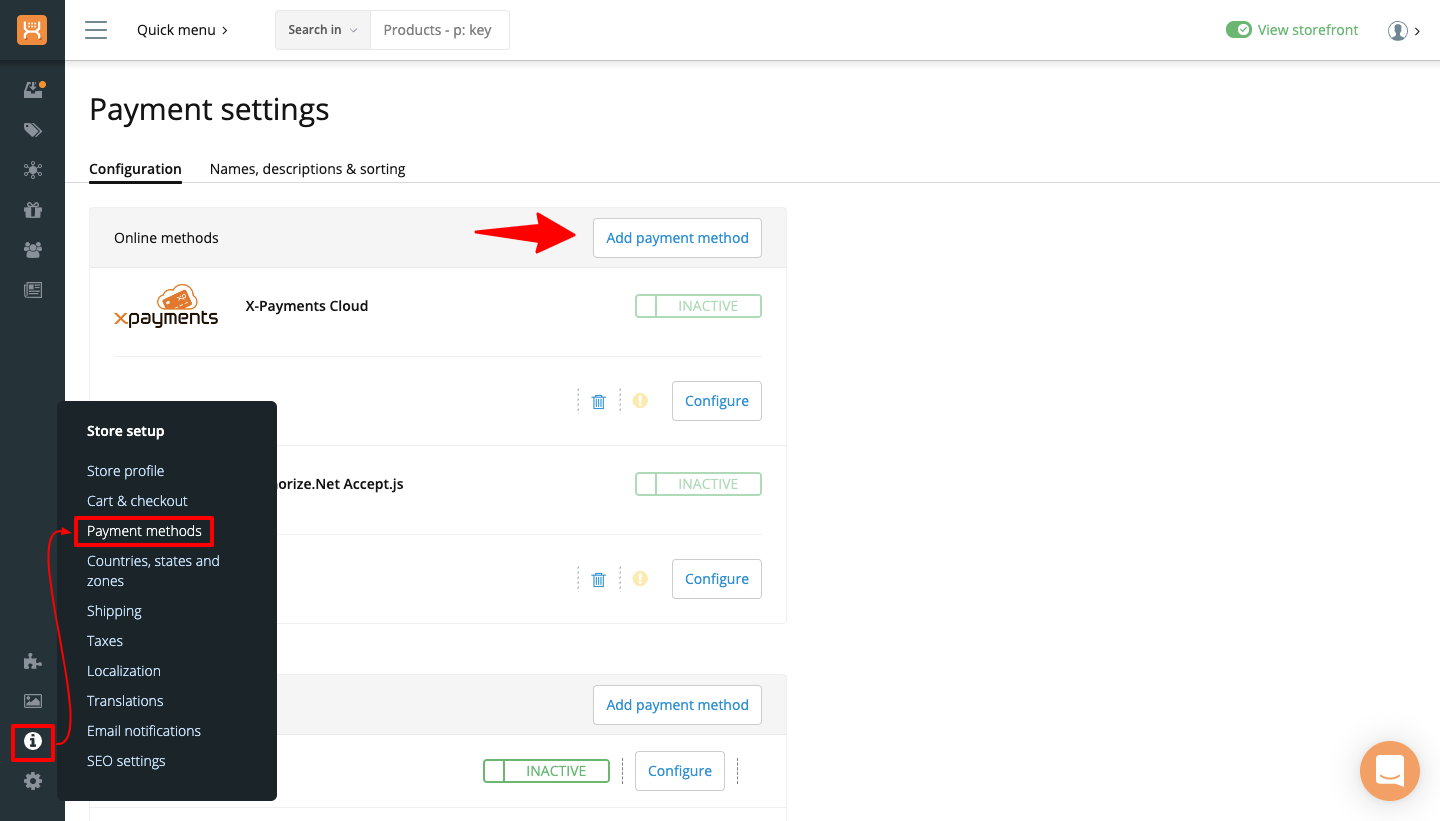 Quick menu
Search in
Products - p: key
View storefront
Payment settings
Configuration
Names, descriptions & sorting
Online methods
Add payment method
xp
xpayments
X-Payments Cloud
INACTIVE
Configure
Store setup
Store profile
Cart & checkout
Payment methods
Countries, states and
zones
Shipping
Taxes
Localization
Translations
Email notifications
SEO settings
orize.Net Accept.js
INACTIVE
Configure
Add payment method
INACTIVE
Configure